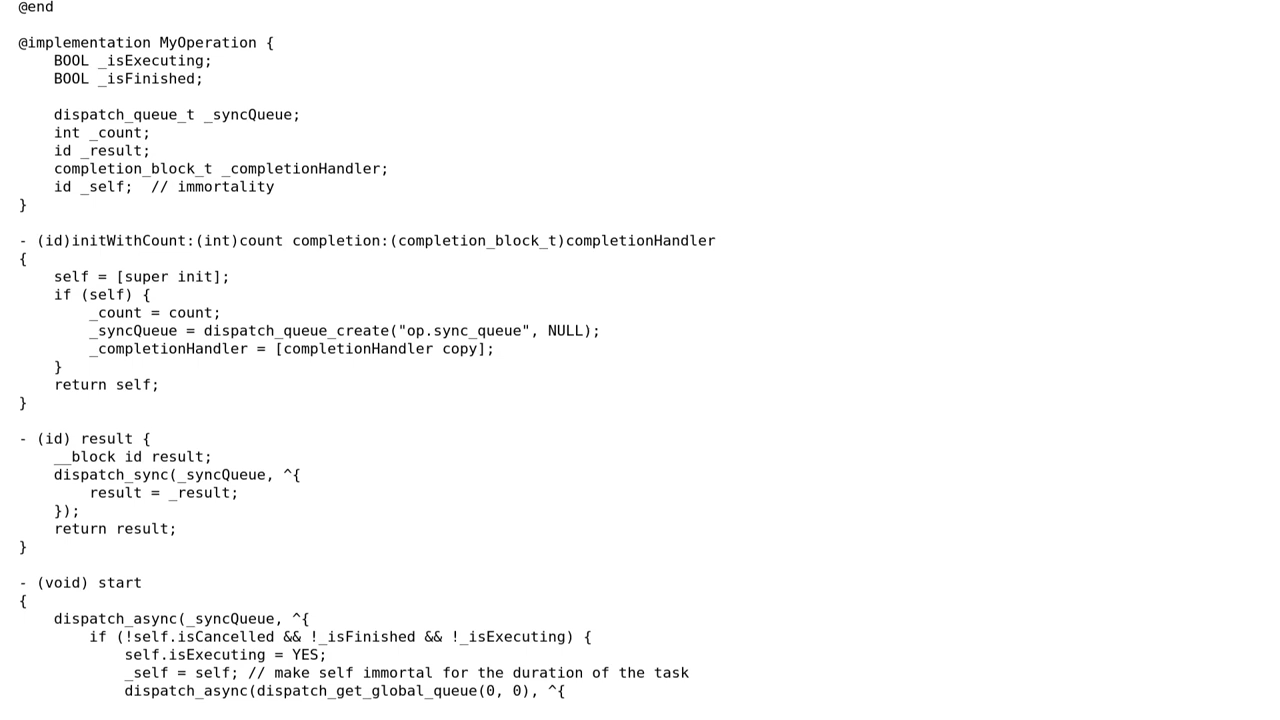 @end

@implementation MyOperation {
    BOOL _isExecuting;
    BOOL _isFinished;

    dispatch_queue_t _syncQueue;
    int _count;
    id _result;
    completion_block_t _completionHandler;
    id _self;  // immortality
}

- (id)initWithCount:(int)count completion:(completion_block_t)completionHandler
{
    self = [super init];
    if (self) {
        _count = count;
        _syncQueue = dispatch_queue_create("op.sync_queue", NULL);
        _completionHandler = [completionHandler copy];
    }
    return self;
}

- (id) result {
    __block id result;
    dispatch_sync(_syncQueue, ^{
        result = _result;
    });
    return result;
}

- (void) start
{
    dispatch_async(_syncQueue, ^{
        if (!self.isCancelled && !_isFinished && !_isExecuting) {
            self.isExecuting = YES;
            _self = self; // make self immortal for the duration of the task
            dispatch_async(dispatch_get_global_queue(0, 0), ^{